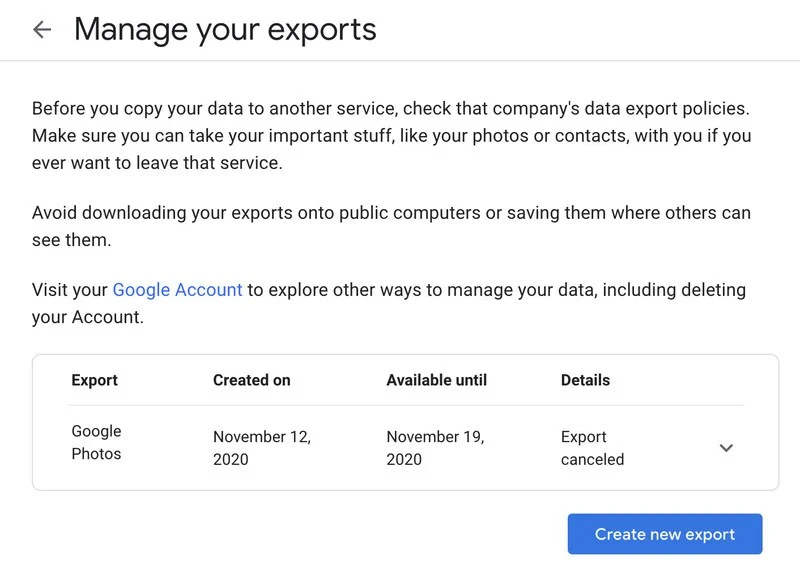 Manage your exports
Before you copy your data to another service, check that company's data export policies.
Make sure you can take your important stuff, like your photos or contacts, with you if you
ever want to leave that service.
Avoid downloading your exports onto public computers or saving them where others can
see them.
Visit your Google Account to explore other ways to manage your data, including deleting
your Account.
Export Created on Available until Details
Google Photos November 12, 2020 November 19, 2020 Export canceled
Create new export